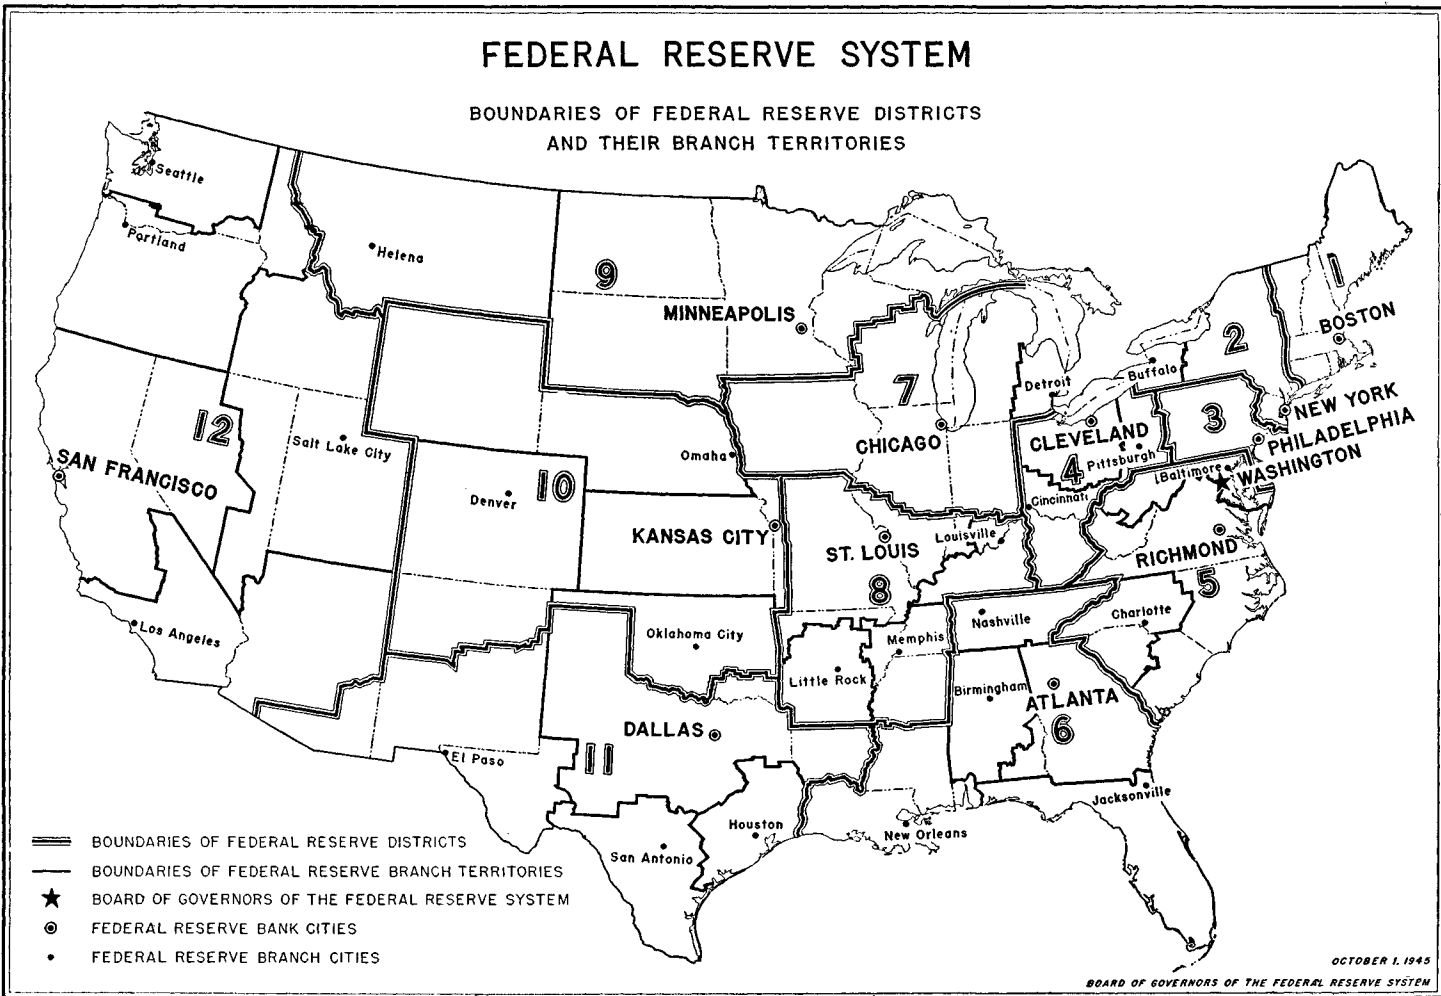 FEDERAL RESERVE SYSTEM
BOUNDARIES OF FEDERAL RESERVE DISTRICTS
AND THEIR BRANCH TERRITORIES
Seattle
Portland
Helena
9
MINNEAPOLIS
1
BOSTON
2
Buffalo
Detroit
7
CHICAGO
NEW YORK
3
PHILADELPHIA
CLEVELAND
4
Pittsburgh
Baltimore
WASHINGTON
Cincinnati
12
SAN FRANCISCO
Salt Lake City
Omaha
Denver
10
KANSAS CITY
ST. LOUIS
8
Louisville
RICHMOND
5
Charlotte
Nashville
Memphis
Oklahoma City
Little Rock
Los Angeles
Birmingham
ATLANTA
6
DALLAS
11
El Paso
Jacksonville
New Orleans
Houston
San Antonio
BOUNDARIES OF FEDERAL RESERVE DISTRICTS
BOUNDARIES OF FEDERAL RESERVE BRANCH TERRITORIES
BOARD OF GOVERNORS OF THE FEDERAL RESERVE SYSTEM
FEDERAL RESERVE BANK CITIES
FEDERAL RESERVE BRANCH CITIES
OCTOBER 1, 1945
BOARD OF GOVERNORS OF THE FEDERAL RESERVE SYSTEM